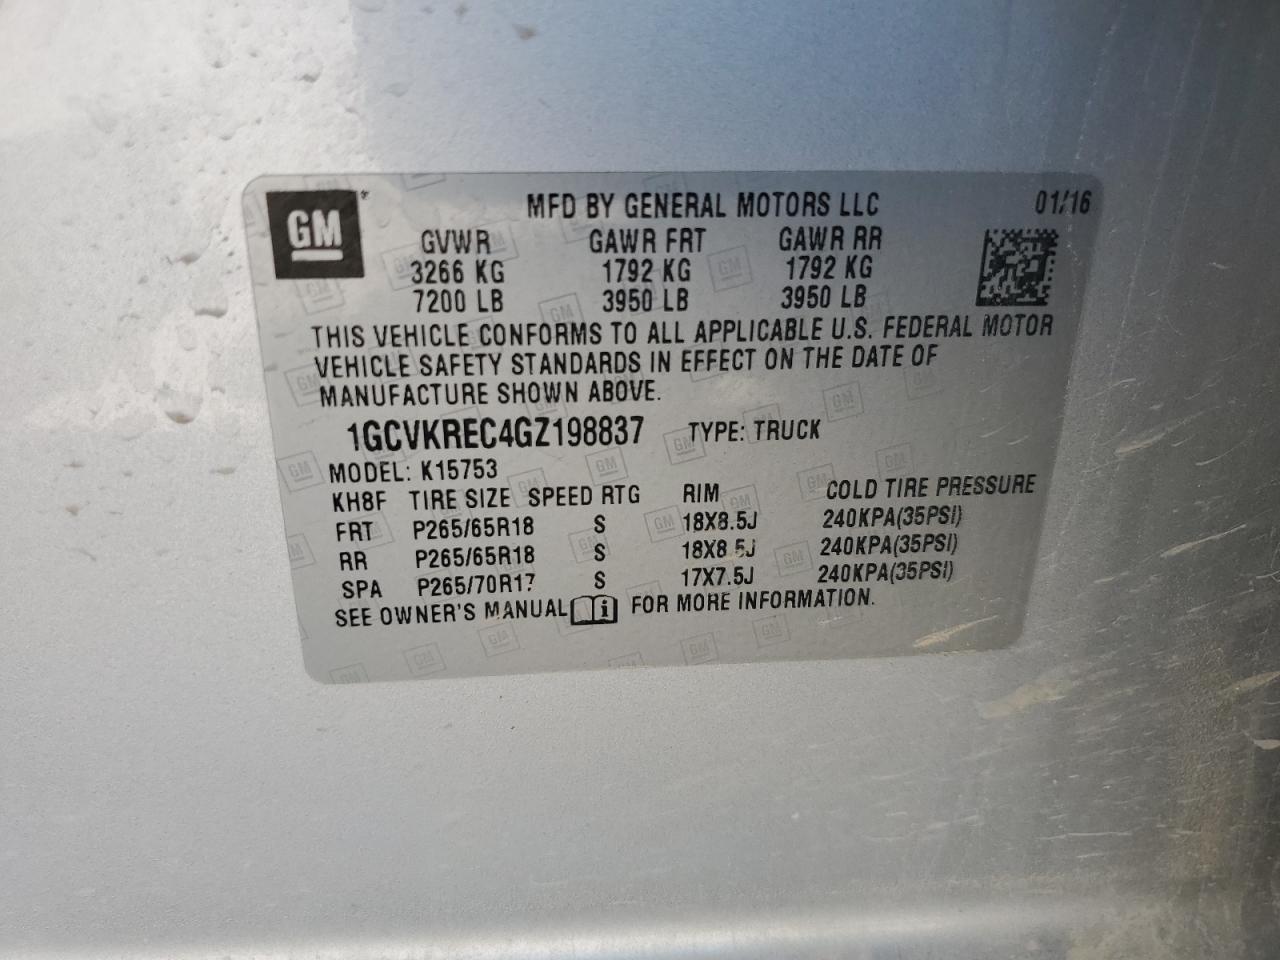 GM
MFD BY GENERAL MOTORS LLC 01/16
GVWR GAWR FRT GAWR RR
3266 KG 1792 KG 1792 KG
7200 LB 3950 LB 3950 LB
THIS VEHICLE CONFORMS TO ALL APPLICABLE U.S. FEDERAL MOTOR
VEHICLE SAFETY STANDARDS IN EFFECT ON THE DATE OF
MANUFACTURE SHOWN ABOVE.
1GCVKREC4GZ198837 TYPE: TRUCK
MODEL: K15753
KH8F TIRE SIZE SPEED RTG RIM COLD TIRE PRESSURE
FRT P265/65R18 S 18X8.5J 240KPA(35PSI)
RR P265/65R18 S 18X8.5J 240KPA(35PSI)
SPA P265/70R17 S 17X7.5J 240KPA(35PSI)
SEE OWNER'S MANUAL FOR MORE INFORMATION.